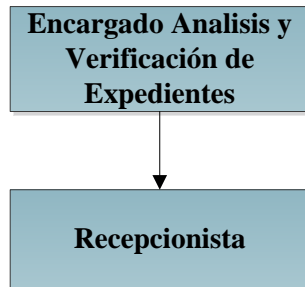 Encargado Analisis y
Verificación de
Expedientes
Recepcionista